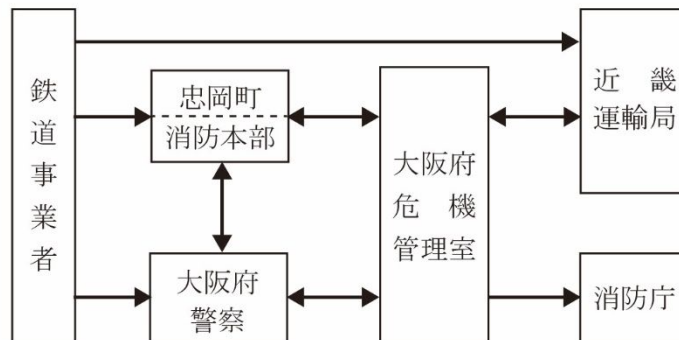 鉄道事業者
忠岡町
消防本部
大阪府
警察
大阪府
危機
管理室
近畿
運輸局
消防庁